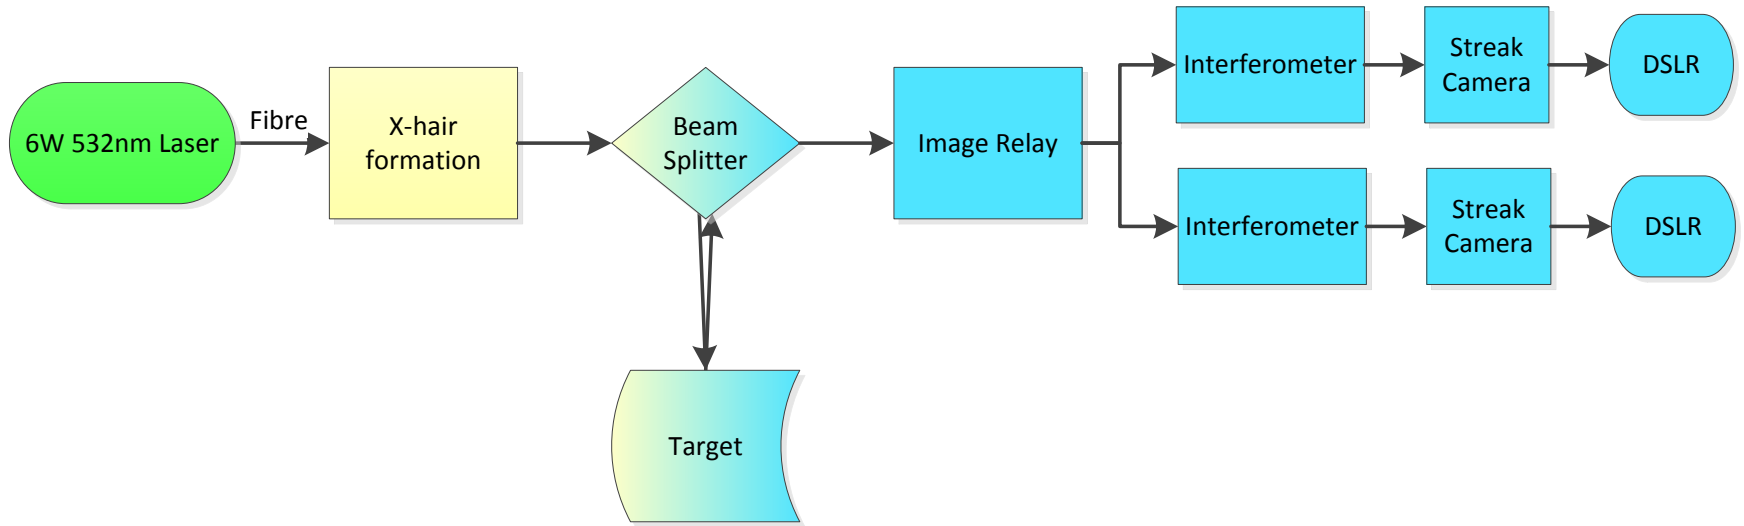 6W 532nm Laser
Fibre
X-hair
formation
Beam
Splitter
Target
Image Relay
Interferometer
Streak
Camera
DSLR
Interferometer
Streak
Camera
DSLR